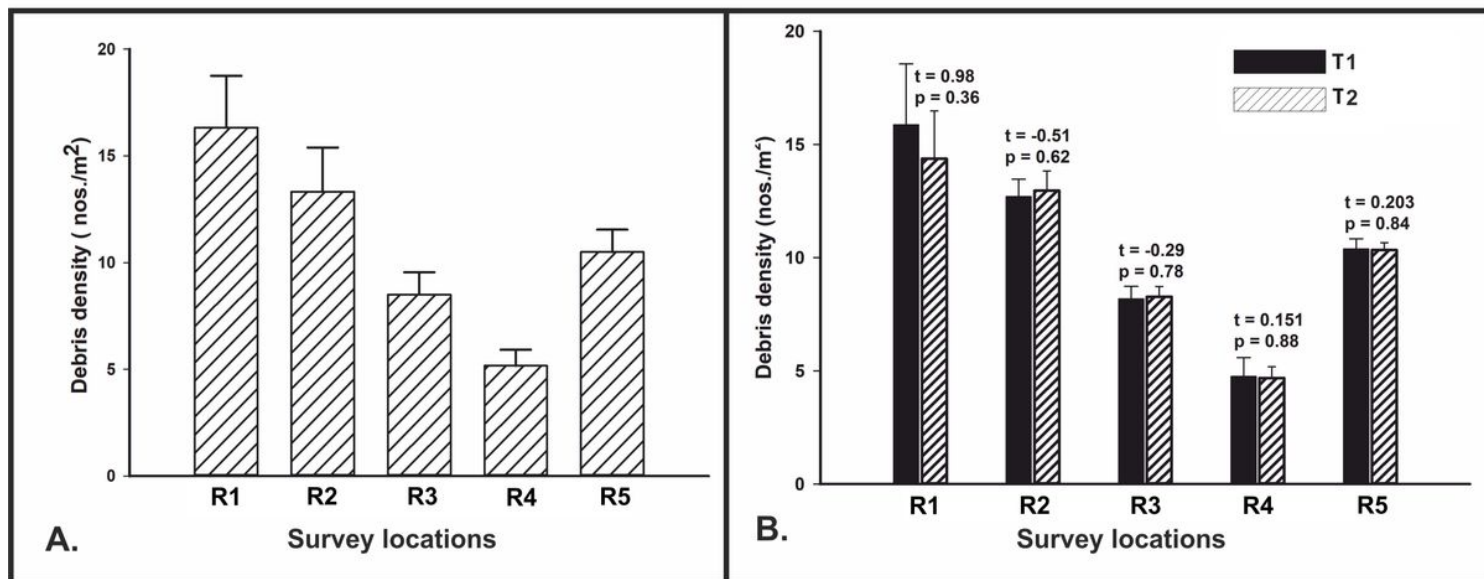 20
15
10
5
0
Debris density ( nos./m²)
R1 R2 R3 R4 R5
Survey locations
A.
20
15
10
5
0
Debris density (nos./m²)
T1
T2
t = 0.98
p = 0.36
t = -0.51
p = 0.62
t = -0.29
p = 0.78
t = 0.151
p = 0.88
t = 0.203
p = 0.84
R1 R2 R3 R4 R5
Survey locations
B.